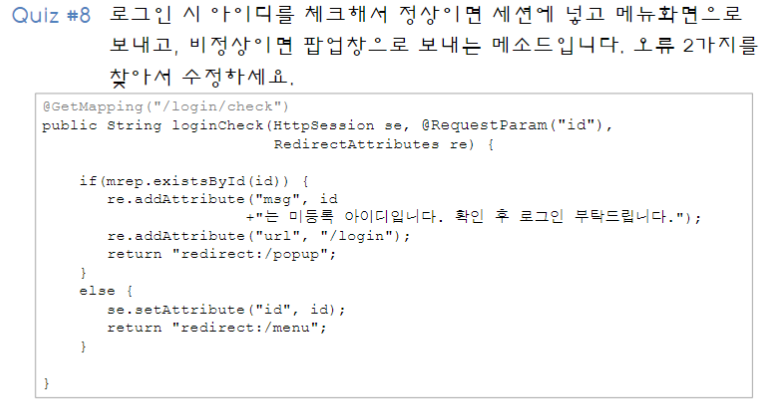 Quiz #8 로그인 시 아이디를 체크해서 정상이면 세션에 넣고 메뉴화면으로
보내고, 비정상이면 팝업창으로 보내는 메소드입니다. 오류 2가지를
찾아서 수정하세요.
@GetMapping("/login/check")
public String loginCheck(HttpSession se, @RequestParam("id"),
RedirectAttributes re) {
if(mrep.existsById(id)) {
re.addAttribute("msg", id
+"는 미등록 아이디입니다. 확인 후 로그인 부탁드립니다.");
re.addAttribute("url", "/login");
return "redirect:/popup";
}
else {
se.setAttribute("id", id);
return "redirect:/menu";
}
}